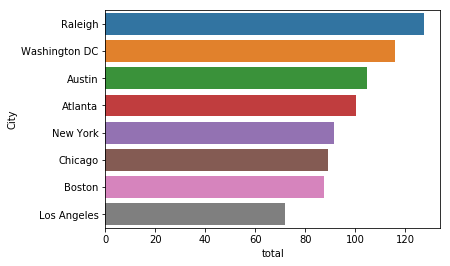 Raleigh
Washington DC
Austin
Atlanta
New York
Chicago
Boston
Los Angeles
City
0 20 40 60 80 100 120
total